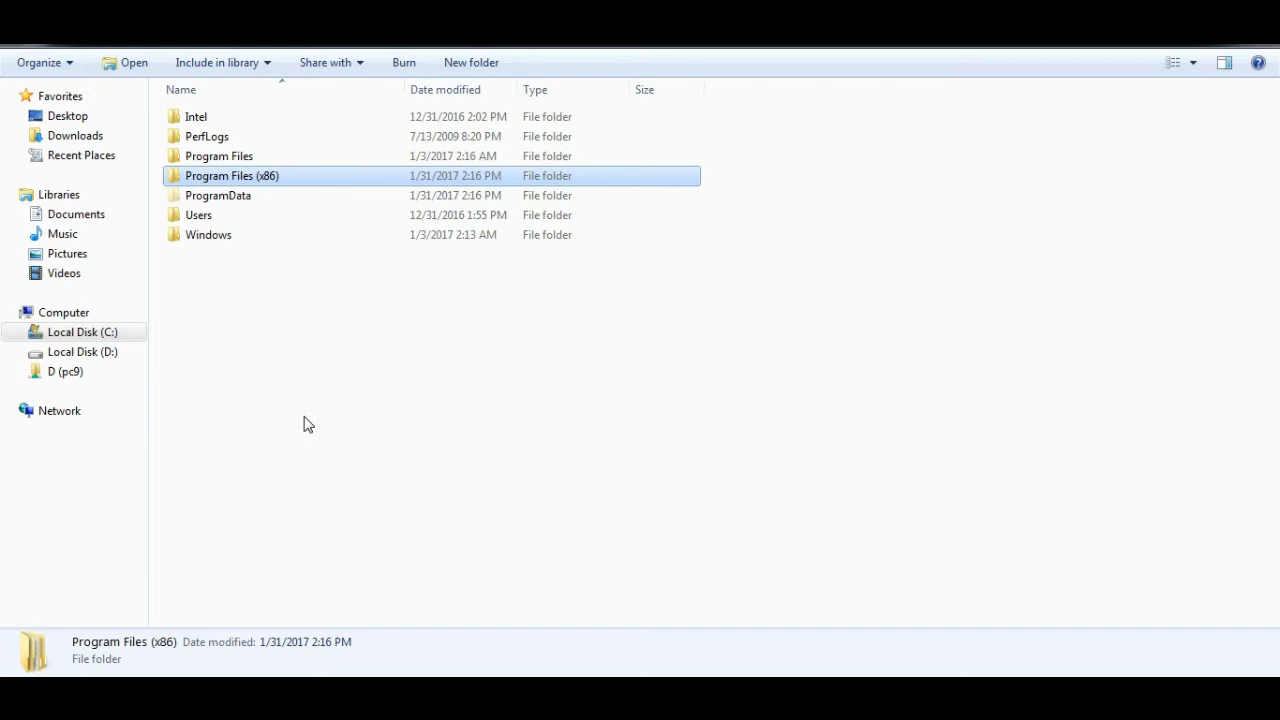 Organize Open Include in library Share with Burn New folder
Name Date modified Type Size
Favorites
Desktop
Downloads
Recent Places
Libraries
Documents
Music
Pictures
Videos
Computer
Local Disk (C:)
Local Disk (D:)
D (pc9)
Network
Intel 12/31/2016 2:02 PM File folder
PerfLogs 7/13/2009 8:20 PM File folder
Program Files 1/3/2017 2:16 AM File folder
Program Files (x86) 1/31/2017 2:16 PM File folder
ProgramData 1/31/2017 2:16 PM File folder
Users 12/31/2016 1:55 PM File folder
Windows 1/3/2017 2:13 AM File folder
Program Files (x86) Date modified: 1/31/2017 2:16 PM
File folder